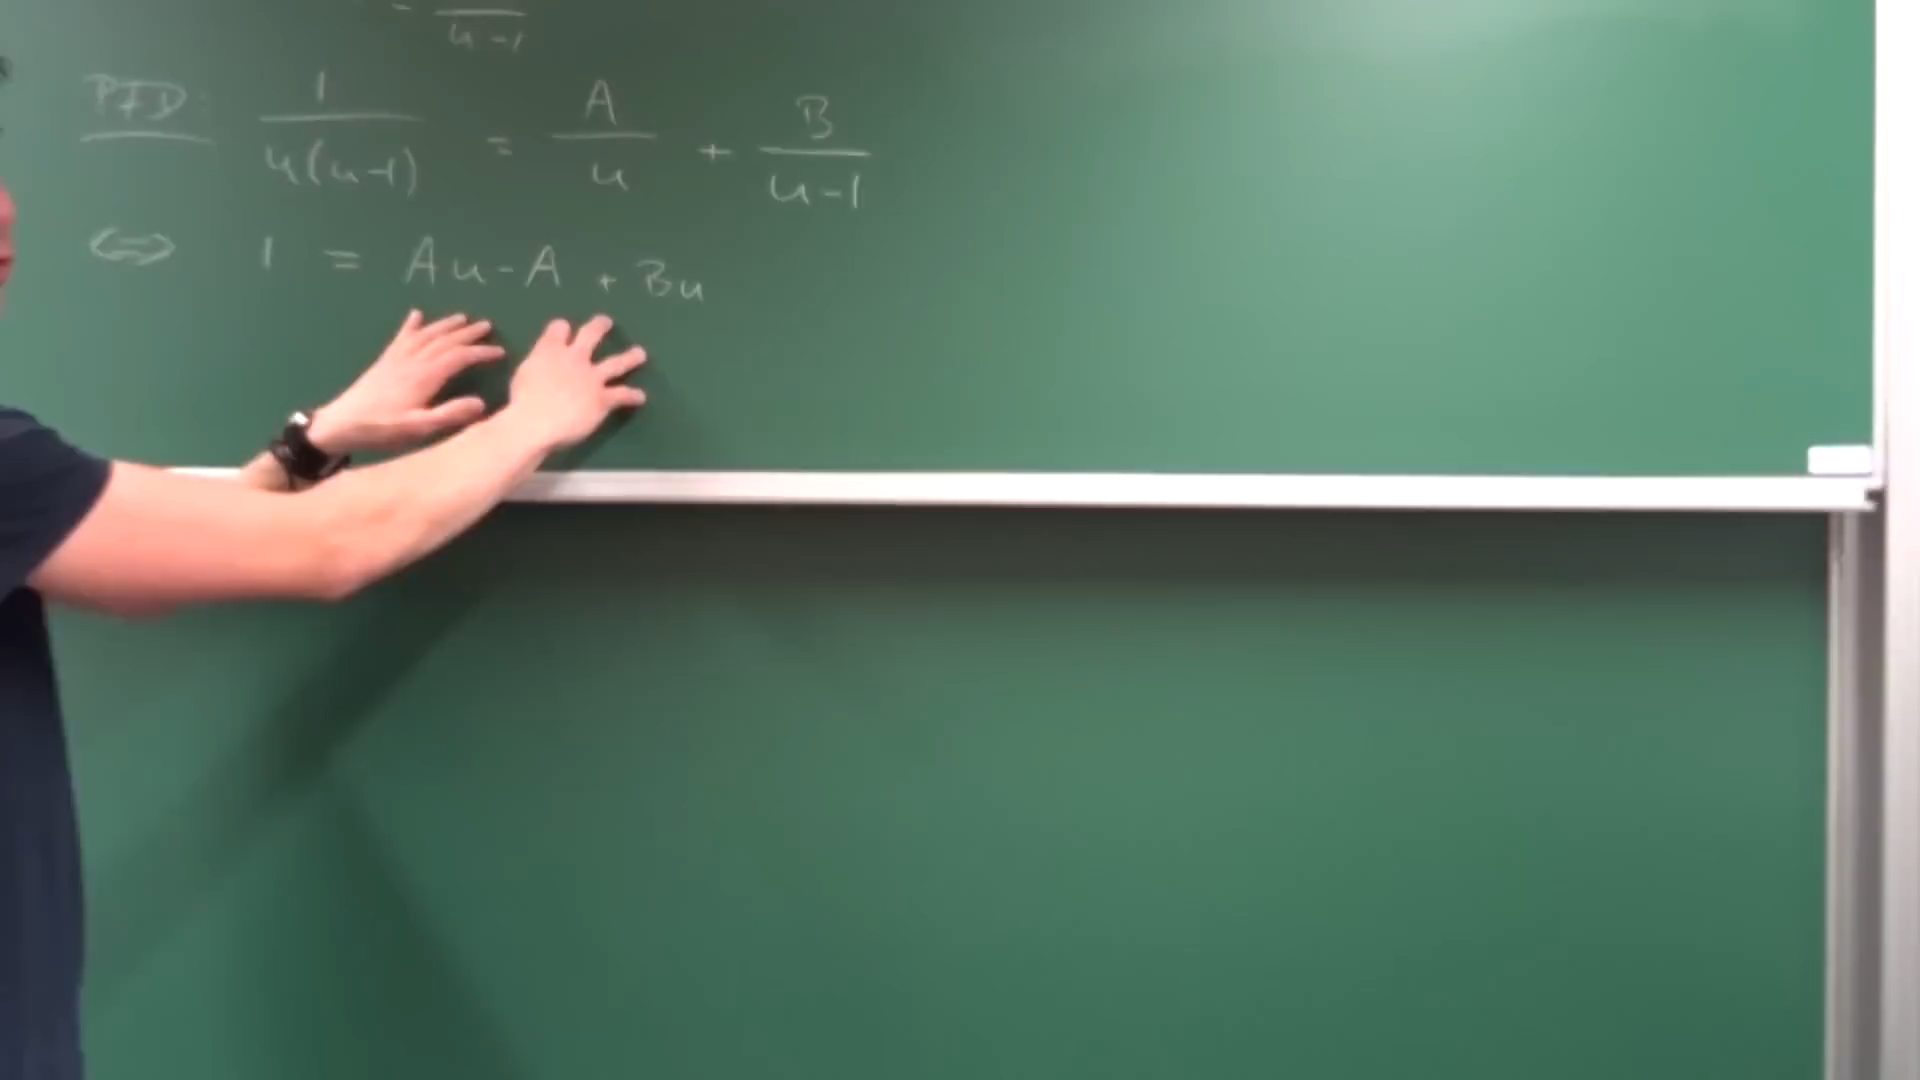 - ──
u-1
PFD: 1/(u(u-1)) = A/u + B/(u-1)
⇔ 1 = Au-A + Bu